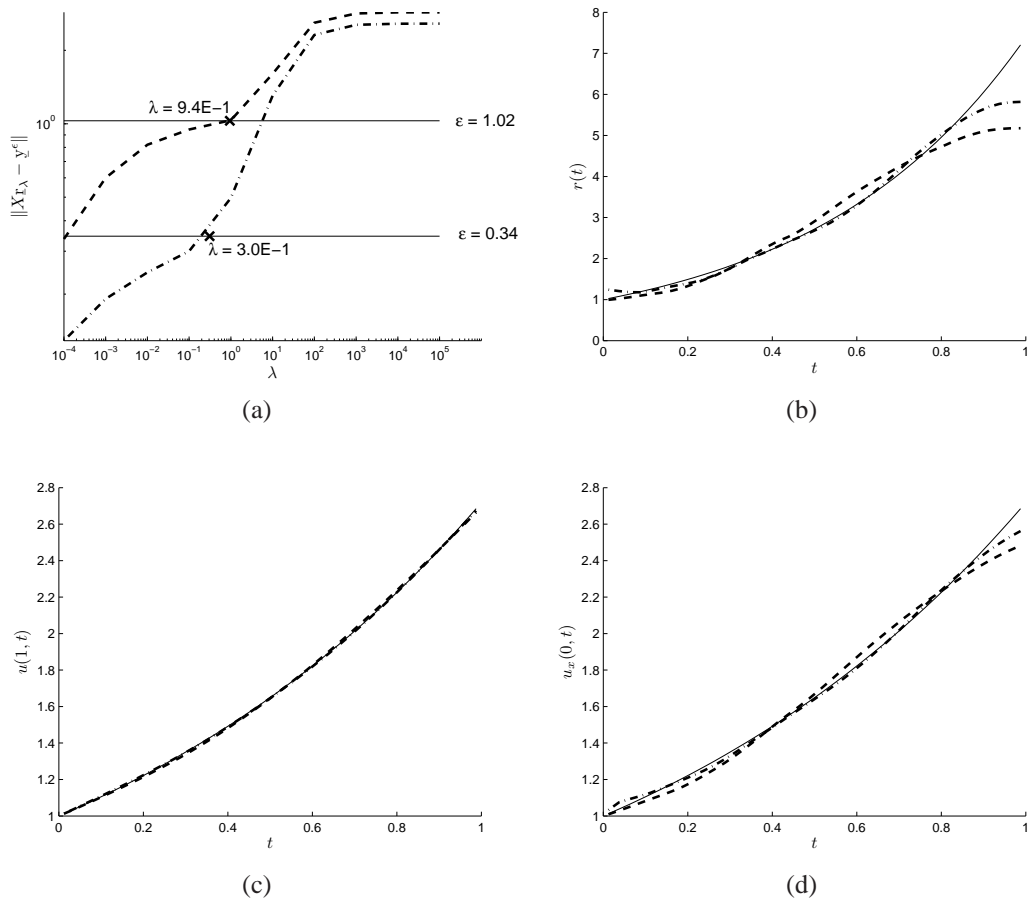 10⁰
‖Xr̲_λ − y̲^ϵ‖
λ = 9.4E−1
ε = 1.02
λ = 3.0E−1
ε = 0.34
10⁻⁴ 10⁻³ 10⁻² 10⁻¹ 10⁰ 10¹ 10² 10³ 10⁴ 10⁵
λ
(a)
8
7
6
5
4
3
2
1
0
r(t)
0 0.2 0.4 0.6 0.8 1
t
(b)
2.8
2.6
2.4
2.2
2
1.8
1.6
1.4
1.2
1
u(1, t)
0 0.2 0.4 0.6 0.8 1
t
(c)
2.8
2.6
2.4
2.2
2
1.8
1.6
1.4
1.2
1
u_x(0, t)
0 0.2 0.4 0.6 0.8 1
t
(d)